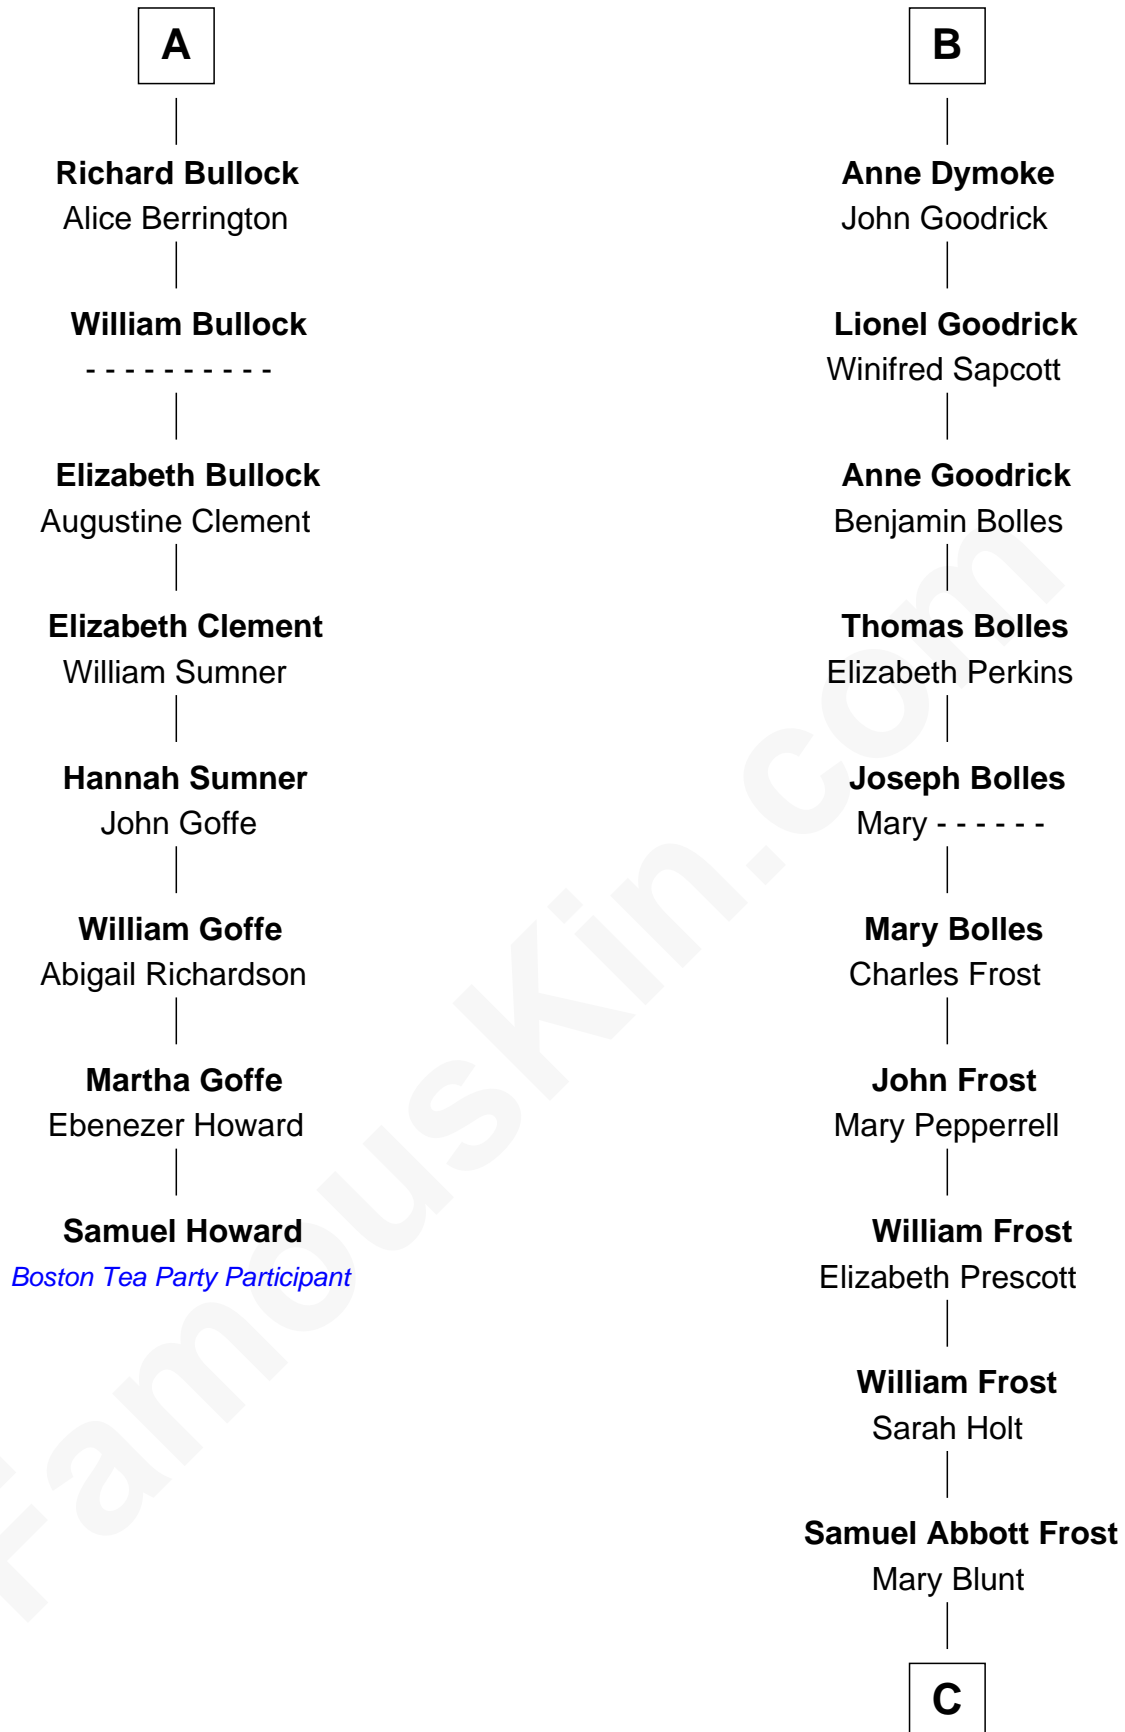 A
Richard Bullock
Alice Berrington
William Bullock
- - - - - - - - - -
Elizabeth Bullock
Augustine Clement
Elizabeth Clement
William Sumner
Hannah Sumner
John Goffe
William Goffe
Abigail Richardson
Martha Goffe
Ebenezer Howard
Samuel Howard
Boston Tea Party Participant
B
Anne Dymoke
John Goodrick
Lionel Goodrick
Winifred Sapcott
Anne Goodrick
Benjamin Bolles
Thomas Bolles
Elizabeth Perkins
Joseph Bolles
Mary - - - - - -
Mary Bolles
Charles Frost
John Frost
Mary Pepperrell
William Frost
Elizabeth Prescott
William Frost
Sarah Holt
Samuel Abbott Frost
Mary Blunt
C
FamousKin.com